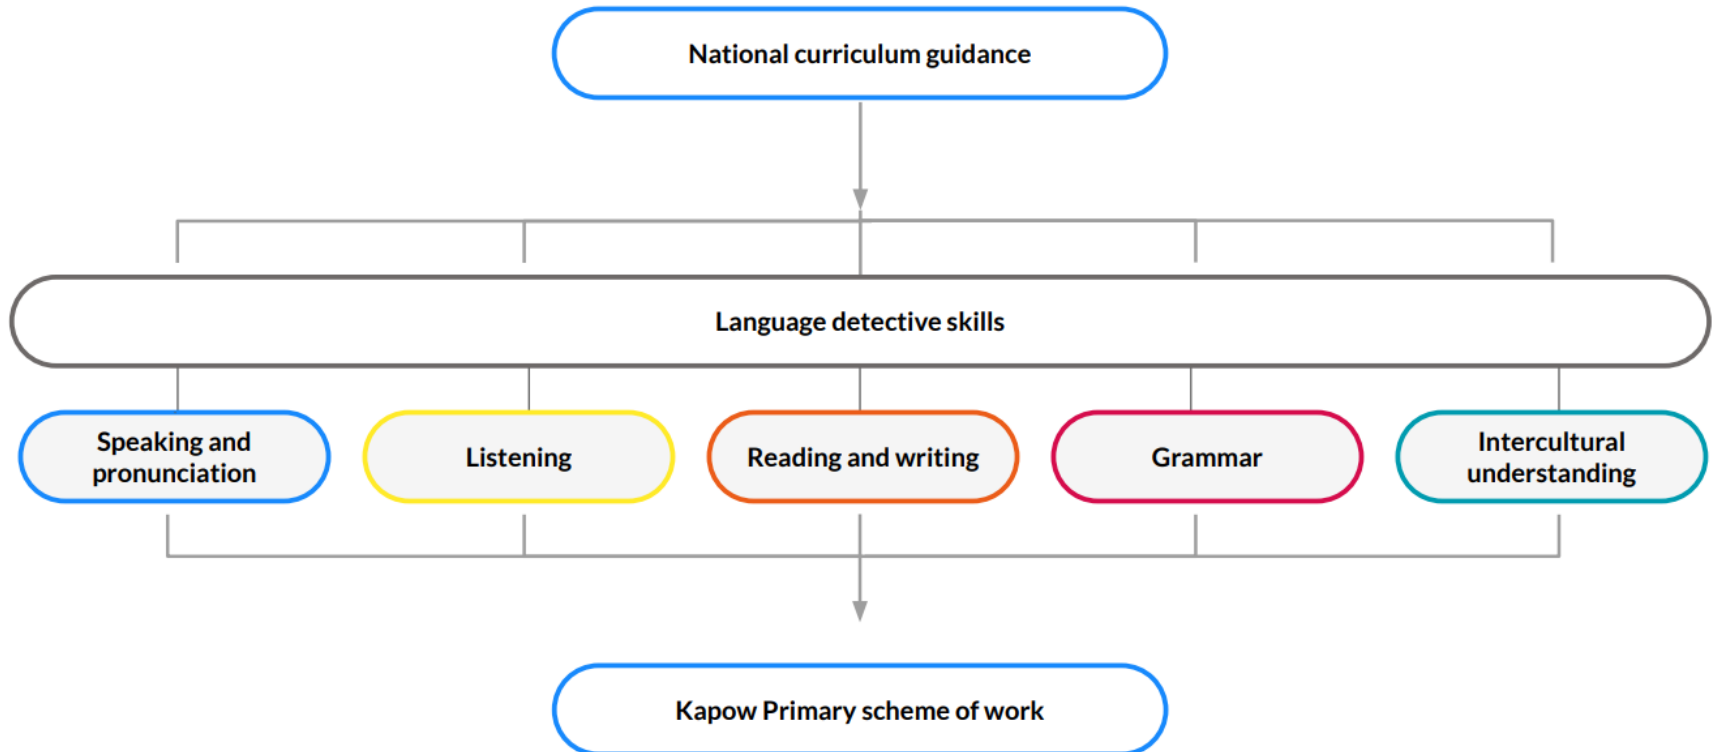 National curriculum guidance
Language detective skills
Speaking and
pronunciation
Listening
Reading and writing
Grammar
Intercultural
understanding
Kapow Primary scheme of work